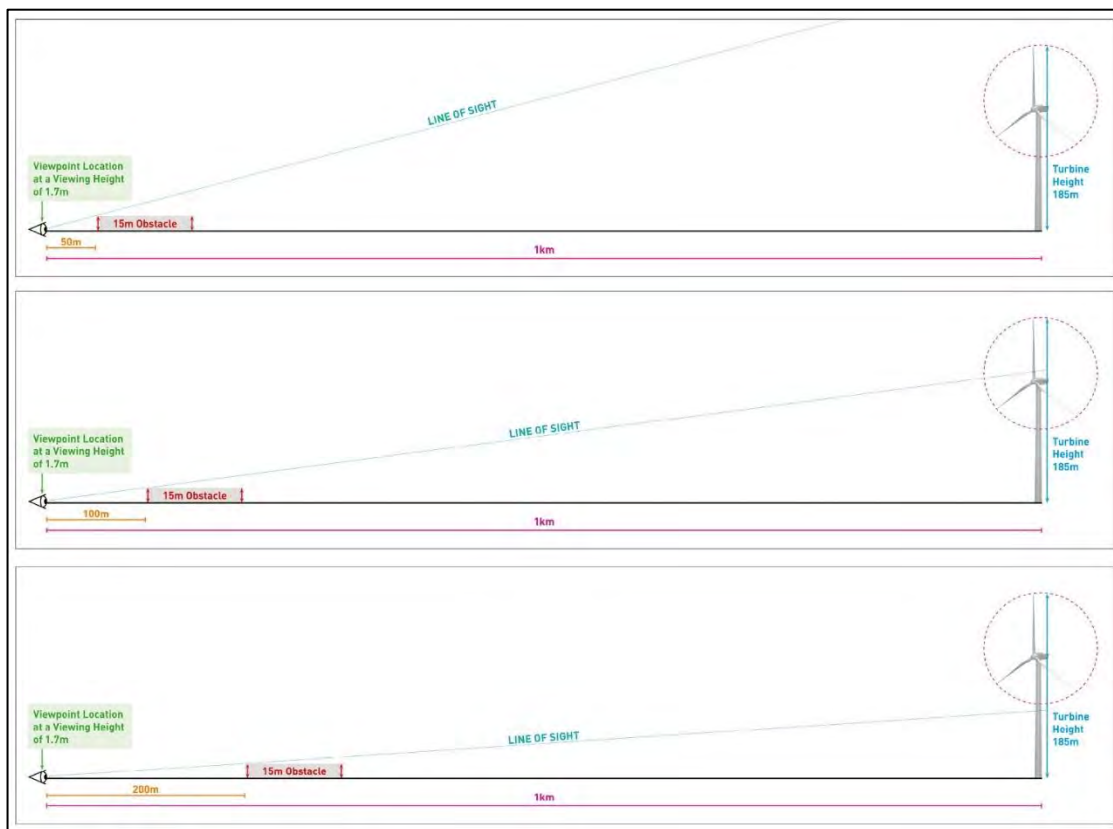 LINE OF SIGHT
Viewpoint Location
at a Viewing Height
of 1.7m
Turbine
Height
185m
15m Obstacle
50m
1km
LINE OF SIGHT
Viewpoint Location
at a Viewing Height
of 1.7m
Turbine
Height
185m
15m Obstacle
100m
1km
Viewpoint Location
at a Viewing Height
of 1.7m
LINE OF SIGHT
Turbine
Height
185m
15m Obstacle
200m
1km